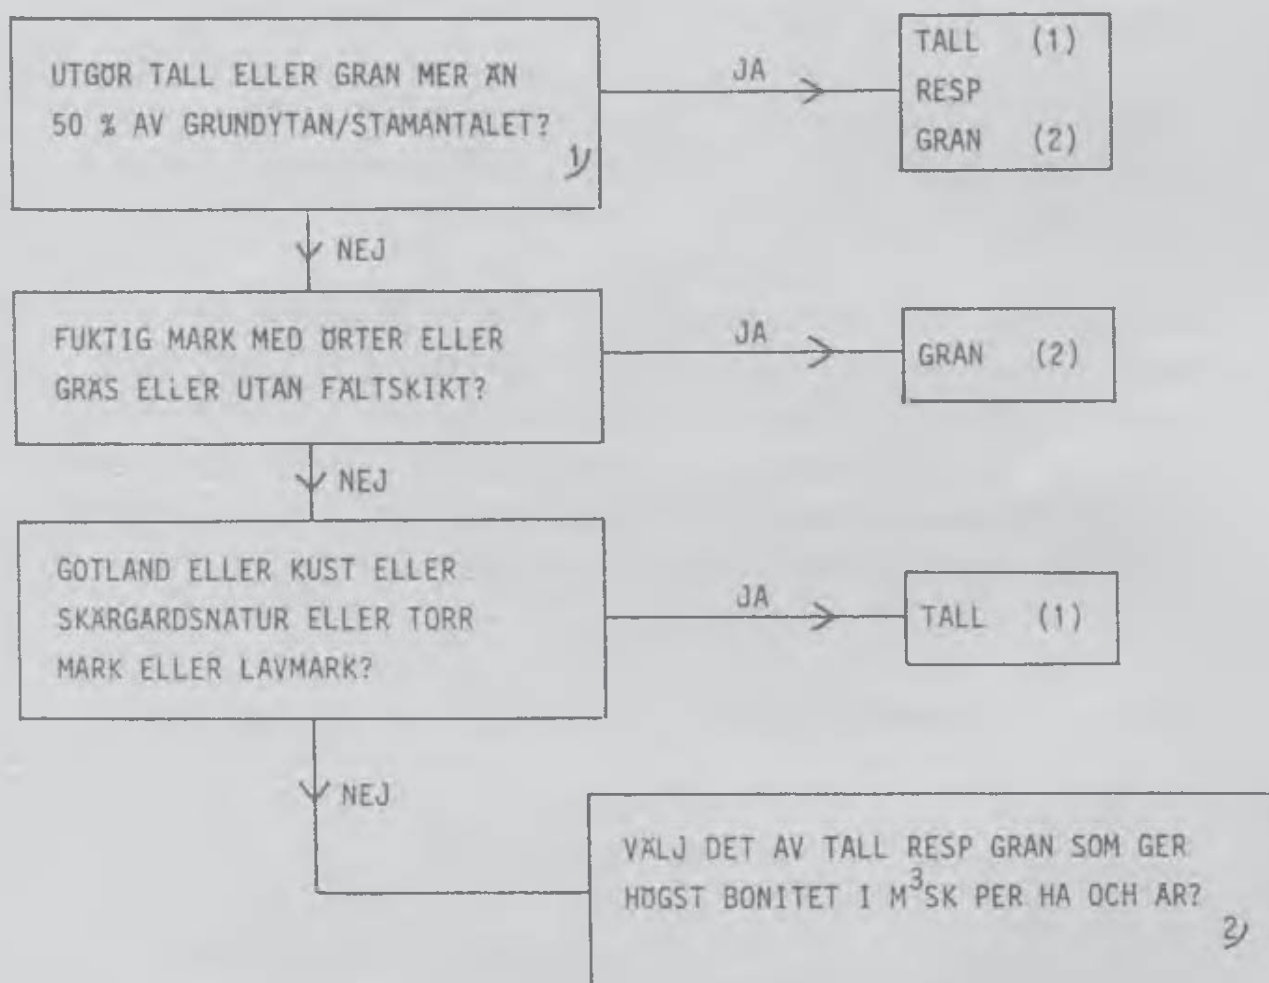 UTGÖR TALL ELLER GRAN MER ÄN
50 % AV GRUNDYTAN/STAMANTALET?
1)
JA
TALL (1)
RESP
GRAN (2)
NEJ
FUKTIG MARK MED ÖRTER ELLER
GRÄS ELLER UTAN FÄLTSKIKT?
JA
GRAN (2)
NEJ
GOTLAND ELLER KUST ELLER
SKÄRGÅRDSNATUR ELLER TORR
MARK ELLER LAVMARK?
JA
TALL (1)
NEJ
VÄLJ DET AV TALL RESP GRAN SOM GER
HÖGST BONITET I M³SK PER HA OCH ÅR?
2)